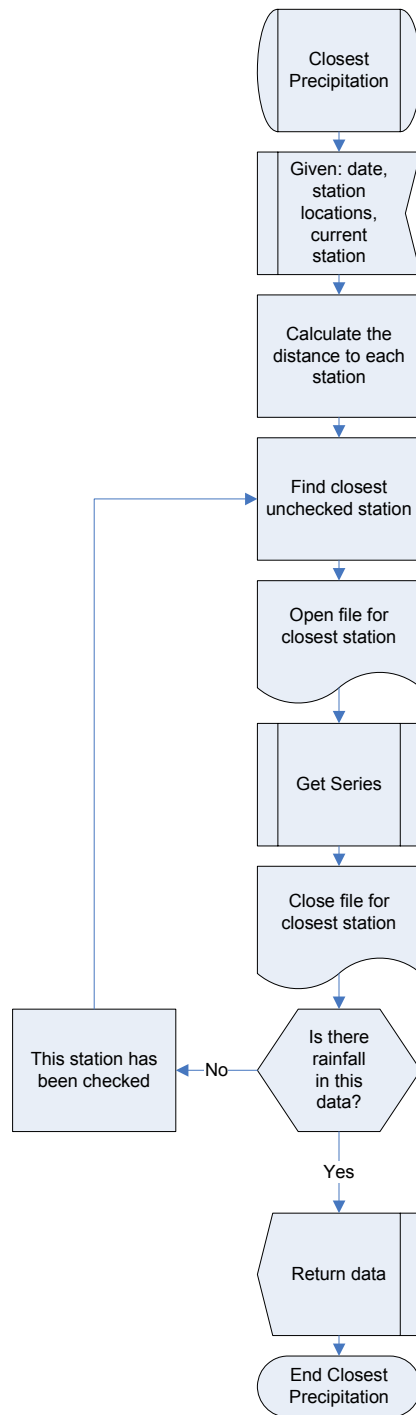 Closest
Precipitation
Given: date,
station
locations,
current
station
Calculate the
distance to each
station
Find closest
unchecked station
Open file for
closest station
Get Series
Close file for
closest station
Is there
rainfall
in this
data?
No
This station has
been checked
Yes
Return data
End Closest
Precipitation